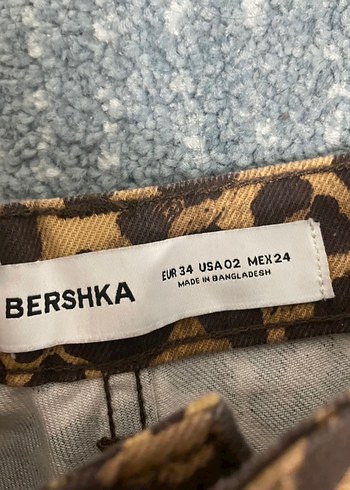 BERSHKA
EUR 34 USA 02 MEX 24
MADE IN BANGLADESH